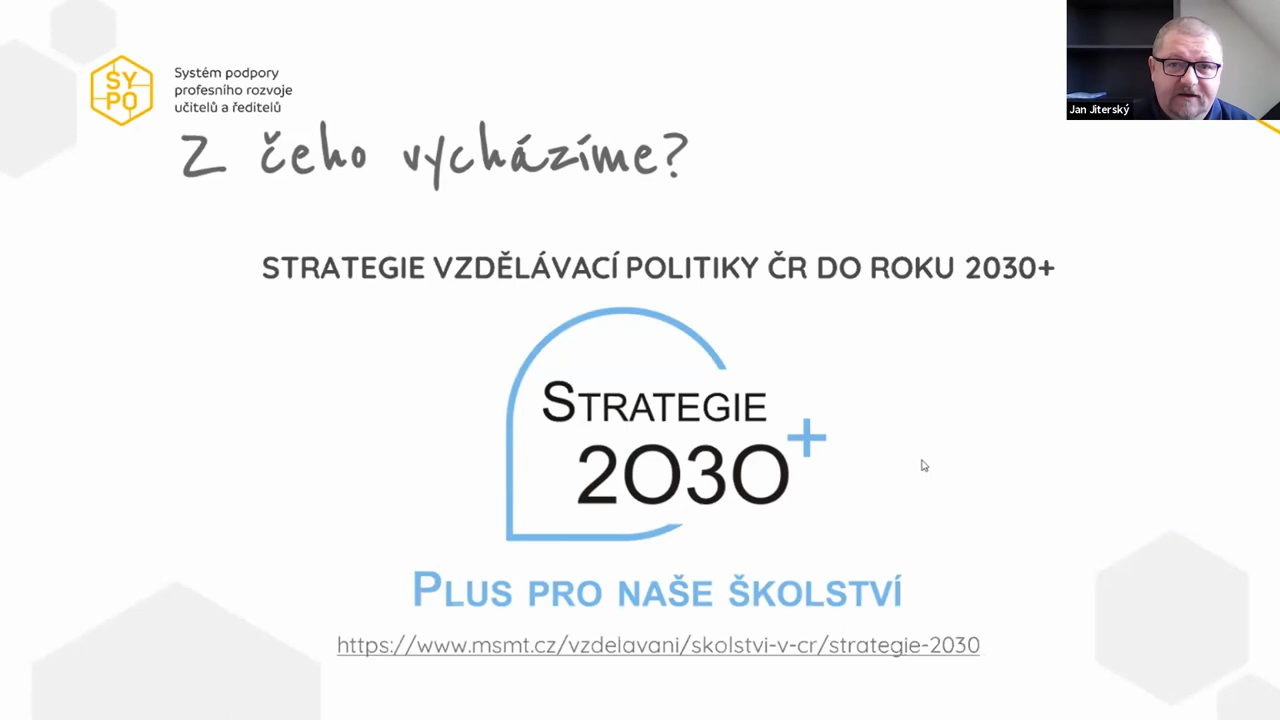 SY
PO
Systém podpory
profesního rozvoje
učitelů a ředitelů
Jan Jiterský
Z čeho vycházíme?
STRATEGIE VZDĚLÁVACÍ POLITIKY ČR DO ROKU 2030+
STRATEGIE
2030+
PLUS PRO NAŠE ŠKOLSTVÍ
https://www.msmt.cz/vzdelavani/skolstvi-v-cr/strategie-2030